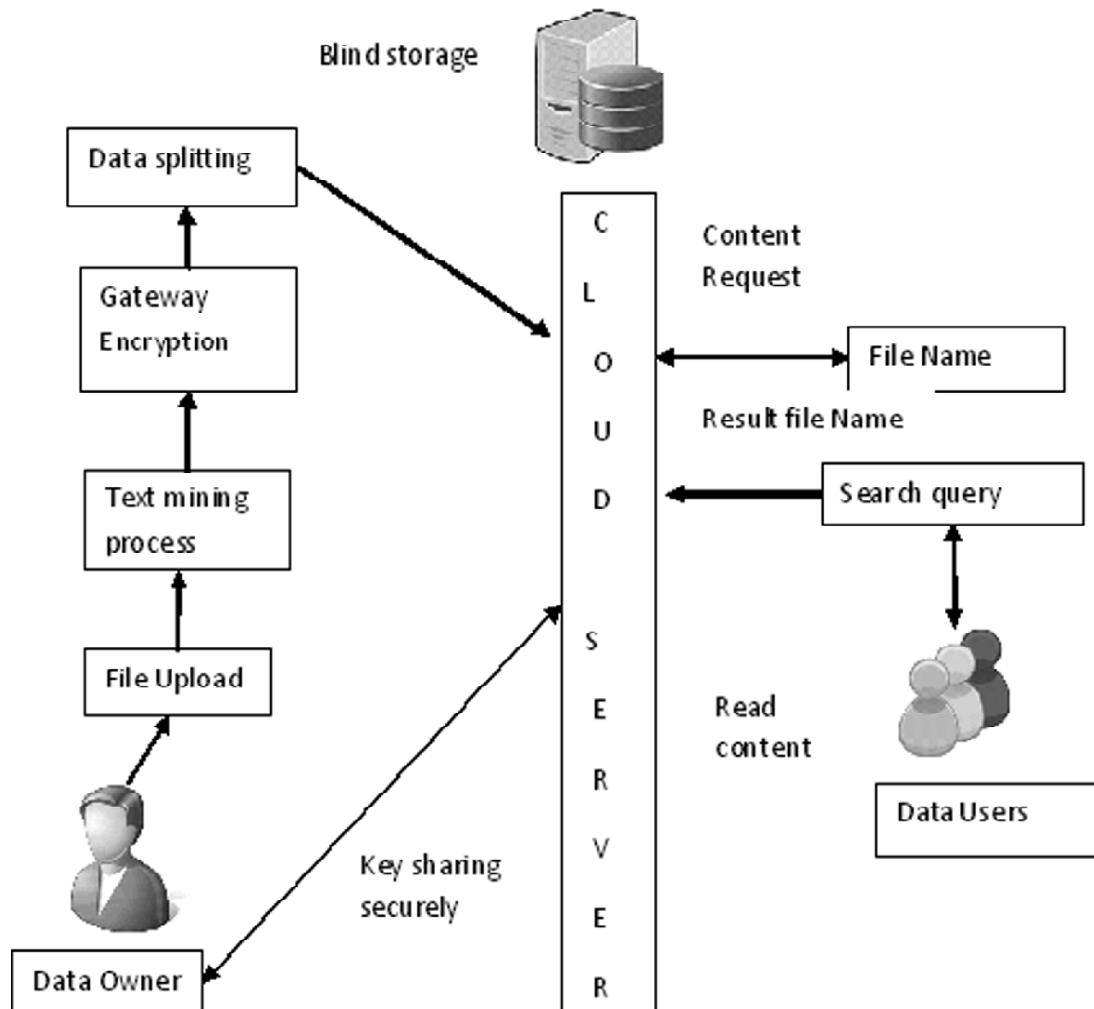 Blind storage
Data splitting
Gateway
Encryption
Text mining
process
File Upload
Data Owner
Key sharing
securely
C
L
O
U
D
S
E
R
V
E
R
Content
Request
File Name
Result file Name
Search query
Read
content
Data Users